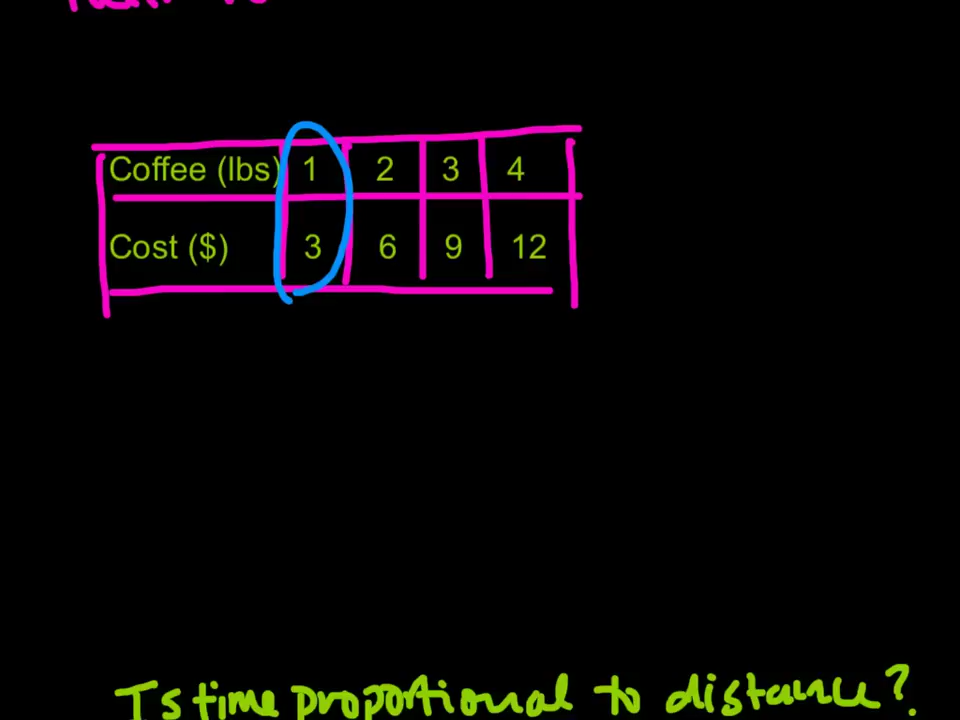 Coffee (lbs) 1 2 3 4
Cost ($) 3 6 9 12
Is time proportional to distance?